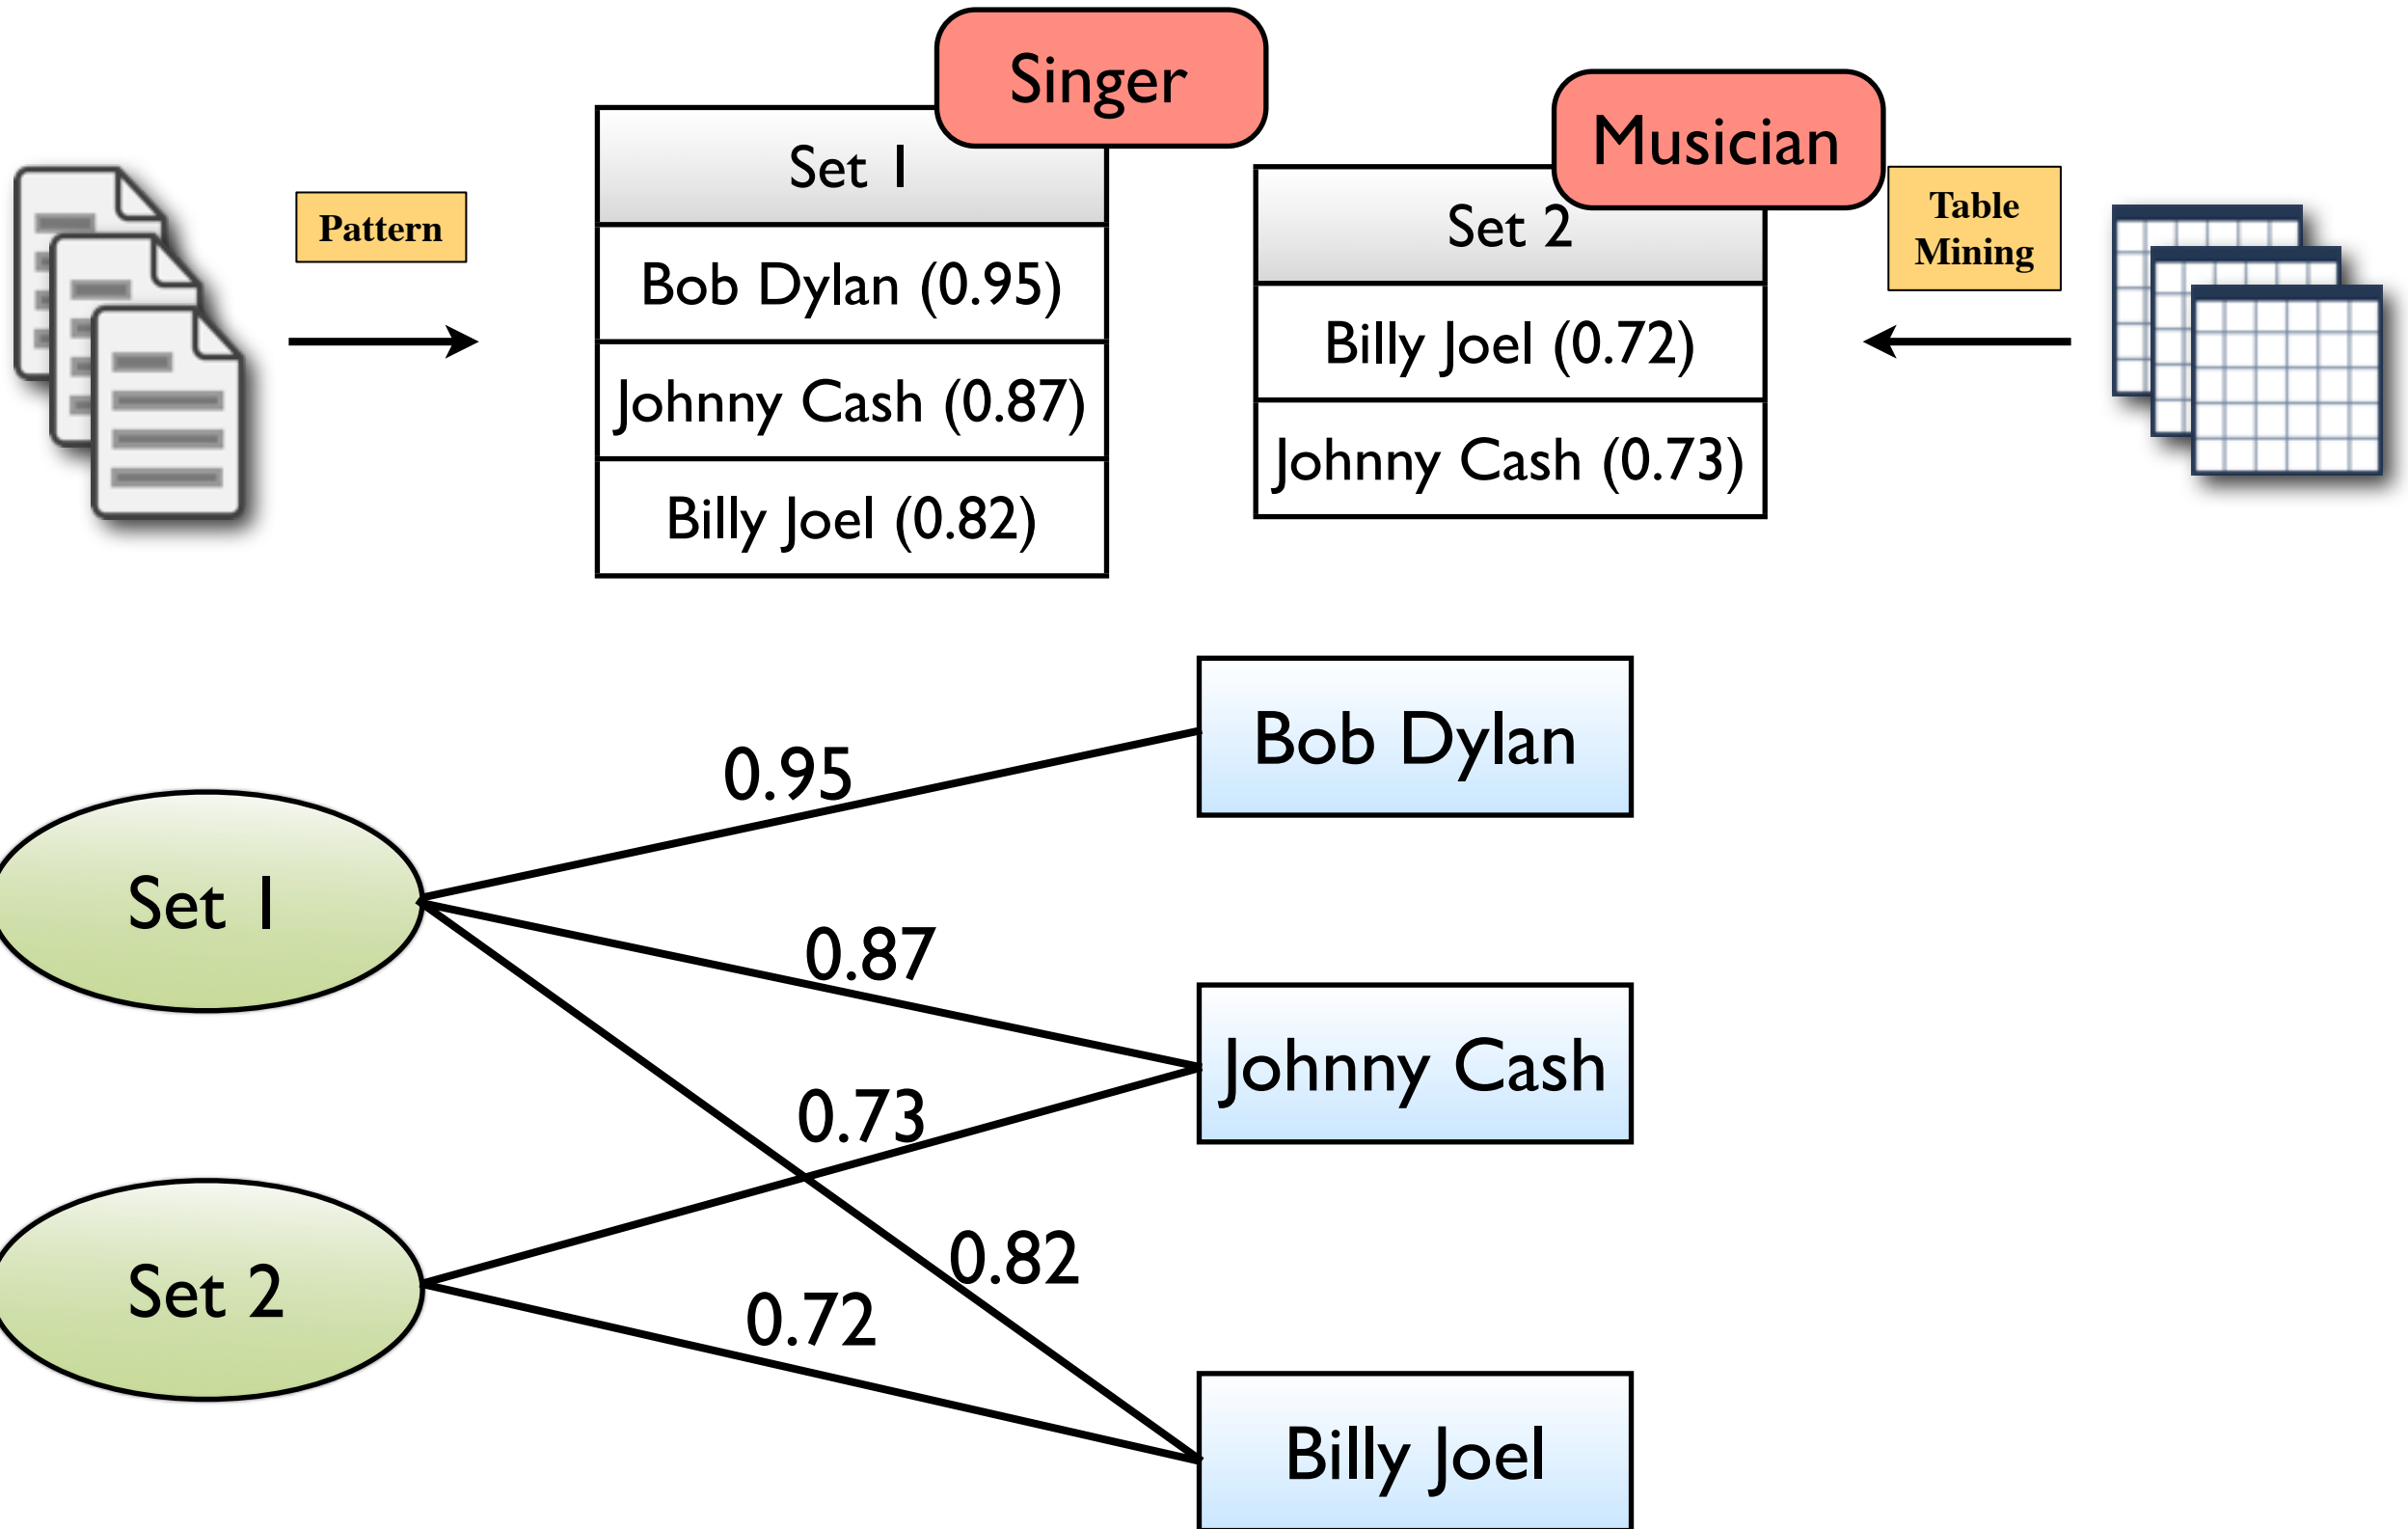 Singer
Musician
Pattern
Set 1
Bob Dylan (0.95)
Johnny Cash (0.87)
Billy Joel (0.82)
Set 2
Billy Joel (0.72)
Johnny Cash (0.73)
Table
Mining
Set 1
Set 2
0.95
0.87
0.73
0.82
0.72
Bob Dylan
Johnny Cash
Billy Joel